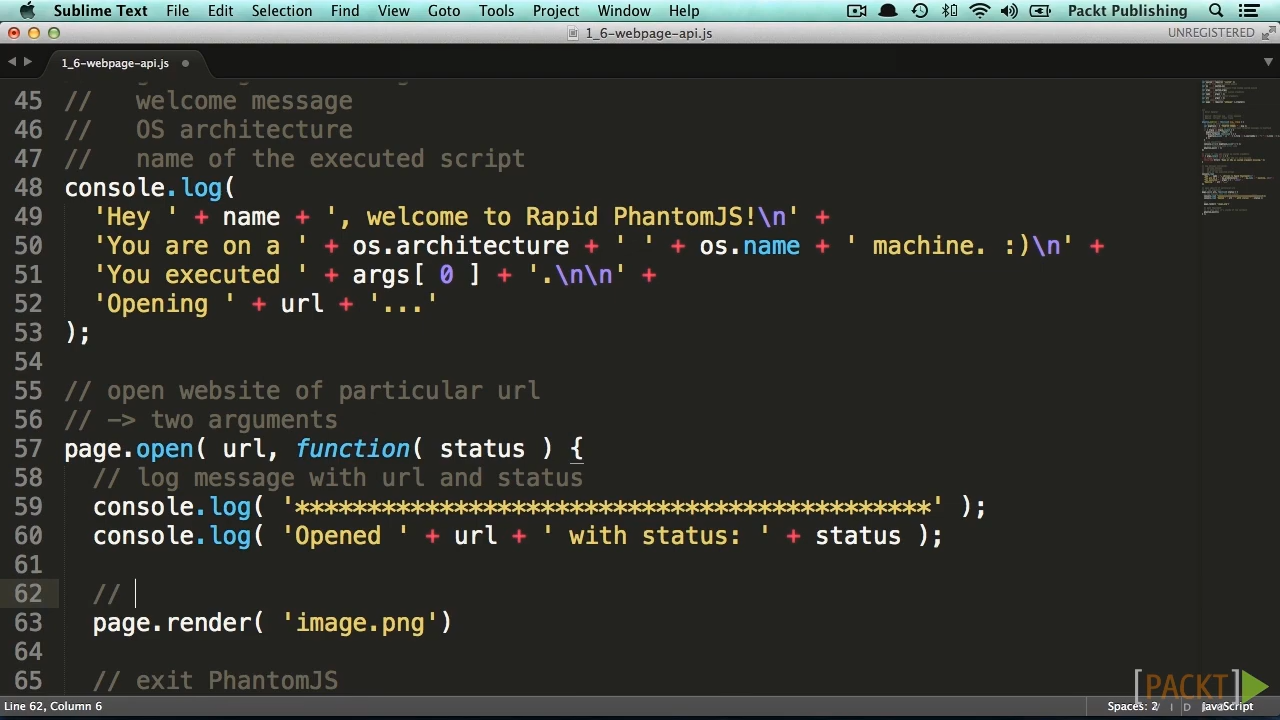 Sublime Text File Edit Selection Find View Goto Tools Project Window Help Packt Publishing
1_6-webpage-api.js UNREGISTERED
1_6-webpage-api.js
45 //   welcome message
46 //   OS architecture
47 //   name of the executed script
48 console.log(
49   'Hey ' + name + ', welcome to Rapid PhantomJS!\n' +
50   'You are on a ' + os.architecture + ' ' + os.name + ' machine. :)\n' +
51   'You executed ' + args[ 0 ] + '.\n\n' +
52   'Opening ' + url + '...'
53 );
54
55 // open website of particular url
56 // -> two arguments
57 page.open( url, function( status ) {
58   // log message with url and status
59   console.log( '********************************************' );
60   console.log( 'Opened ' + url + ' with status: ' + status );
61
62   //
63   page.render( 'image.png')
64
65   // exit PhantomJS
[PACKT]
Line 62, Column 6 Spaces: 2 JavaScript
VIDEO